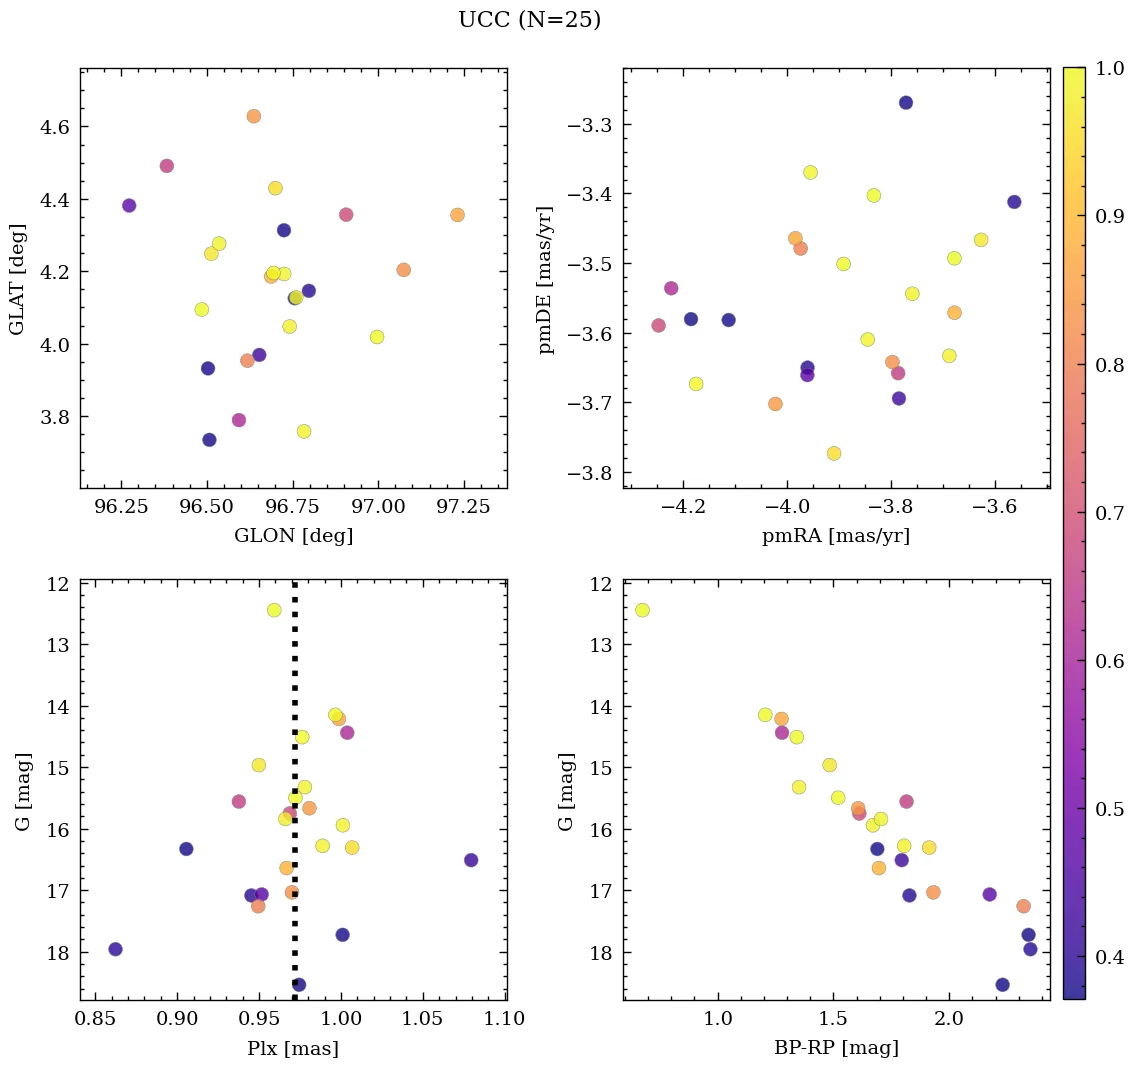 UCC (N=25)
4.6
4.4
4.2
4.0
3.8
GLAT [deg]
96.25 96.50 96.75 97.00 97.25
GLON [deg]
−3.3
−3.4
−3.5
−3.6
−3.7
−3.8
pmDE [mas/yr]
−4.2 −4.0 −3.8 −3.6
pmRA [mas/yr]
1.0
0.9
0.8
0.7
0.6
0.5
0.4
12
13
14
15
16
17
18
G [mag]
0.85 0.90 0.95 1.00 1.05 1.10
Plx [mas]
12
13
14
15
16
17
18
G [mag]
1.0 1.5 2.0
BP-RP [mag]